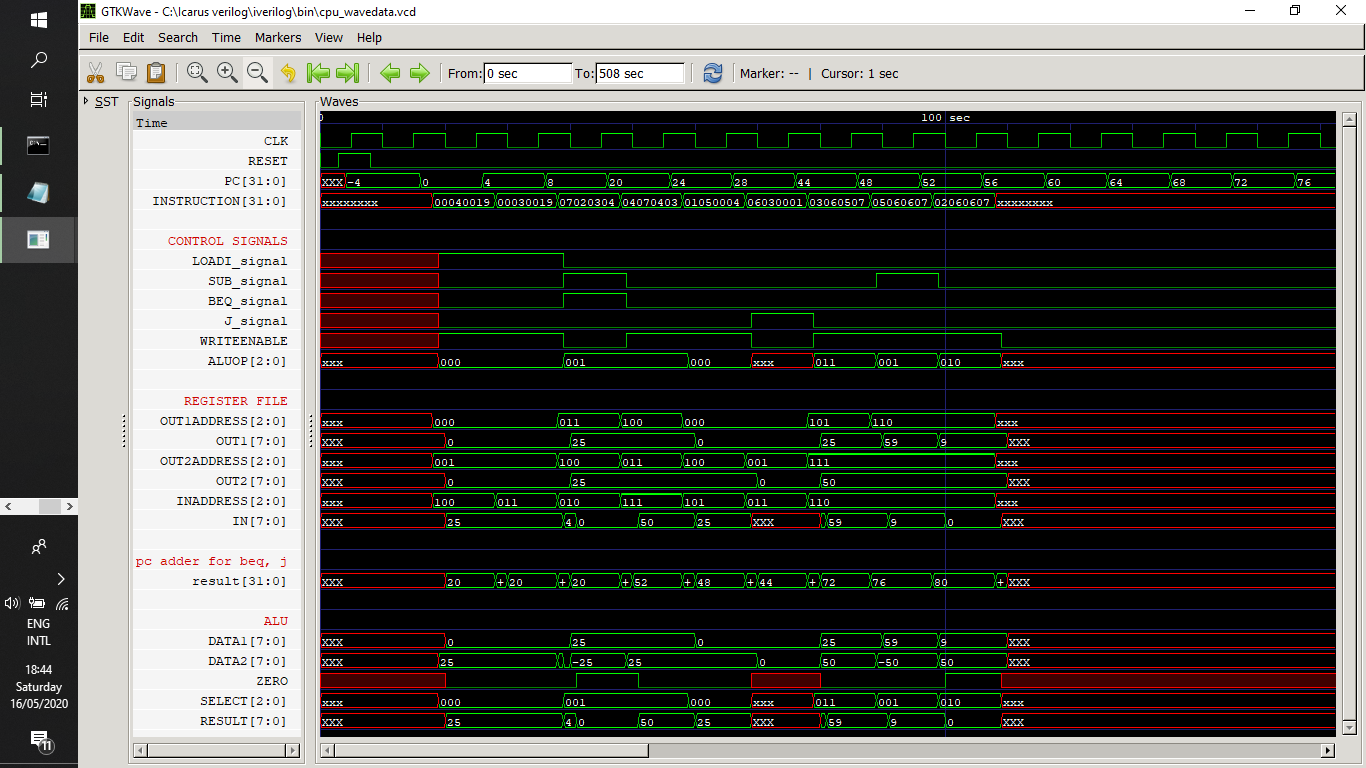 GTKWave - C:\Icarus verilog\iverilog\bin\cpu_wavedata.vcd
File Edit Search Time Markers View Help
From: 0 sec To: 508 sec Marker: -- | Cursor: 1 sec
SST
Signals
Waves
Time
0 100 sec
CLK
RESET
PC[31:0] XXX -4 0 4 8 20 24 28 44 48 52 56 60 64 68 72 76
INSTRUCTION[31:0] xxxxxxxx 00040019 00030019 07020304 04070403 01050004 06030001 03060507 05060607 02060607 xxxxxxxx
CONTROL SIGNALS
LOADI_signal
SUB_signal
BEQ_signal
J_signal
WRITEENABLE
ALUOP[2:0] xxx 000 001 000 xxx 011 001 010 xxx
REGISTER FILE
OUT1ADDRESS[2:0] xxx 000 011 100 000 101 110 xxx
OUT1[7:0] XXX 0 25 0 25 59 9 XXX
OUT2ADDRESS[2:0] xxx 001 100 011 100 001 111 xxx
OUT2[7:0] XXX 0 25 0 50 XXX
INADDRESS[2:0] xxx 100 011 010 111 101 011 110 xxx
IN[7:0] XXX 25 4 0 50 25 XXX 59 9 0 XXX
pc adder for beq, j
result[31:0] XXX 20 + 20 + 20 + 52 + 48 + 44 + 72 76 80 + XXX
ALU
DATA1[7:0] XXX 0 25 0 25 59 9 XXX
DATA2[7:0] XXX 25 -25 25 0 50 -50 50 XXX
ZERO
SELECT[2:0] xxx 000 001 000 xxx 011 001 010 xxx
RESULT[7:0] XXX 25 4 0 50 25 XXX 59 9 0 XXX
ENG
INTL
18:44
Saturday
16/05/2020
11